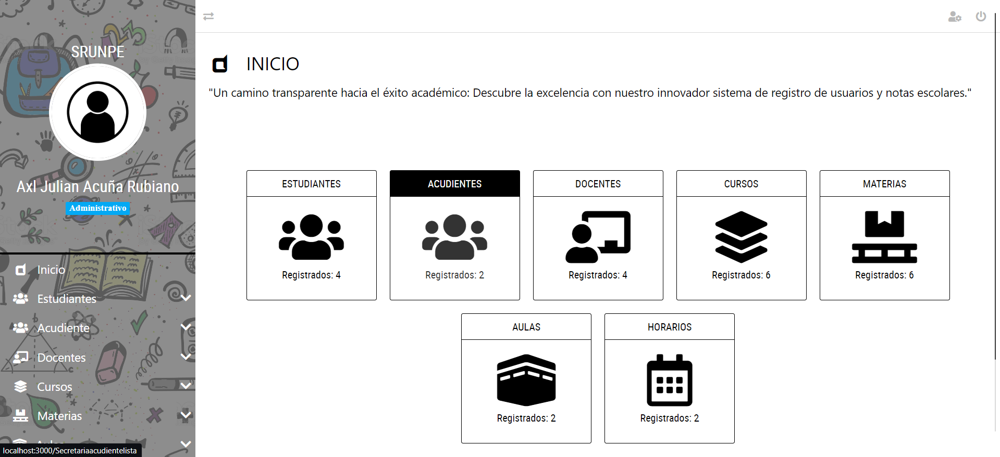 SRUNPE
Axl Julian Acuña Rubiano
Administrativo
Inicio
Estudiantes
Acudiente
Docentes
Cursos
Materias
Aulas
localhost:3000/Secretariaacudientelista
INICIO
"Un camino transparente hacia el éxito académico: Descubre la excelencia con nuestro innovador sistema de registro de usuarios y notas escolares."
ESTUDIANTES
Registrados: 4
ACUDIENTES
Registrados: 2
DOCENTES
Registrados: 4
CURSOS
Registrados: 6
MATERIAS
Registrados: 6
AULAS
Registrados: 2
HORARIOS
Registrados: 2